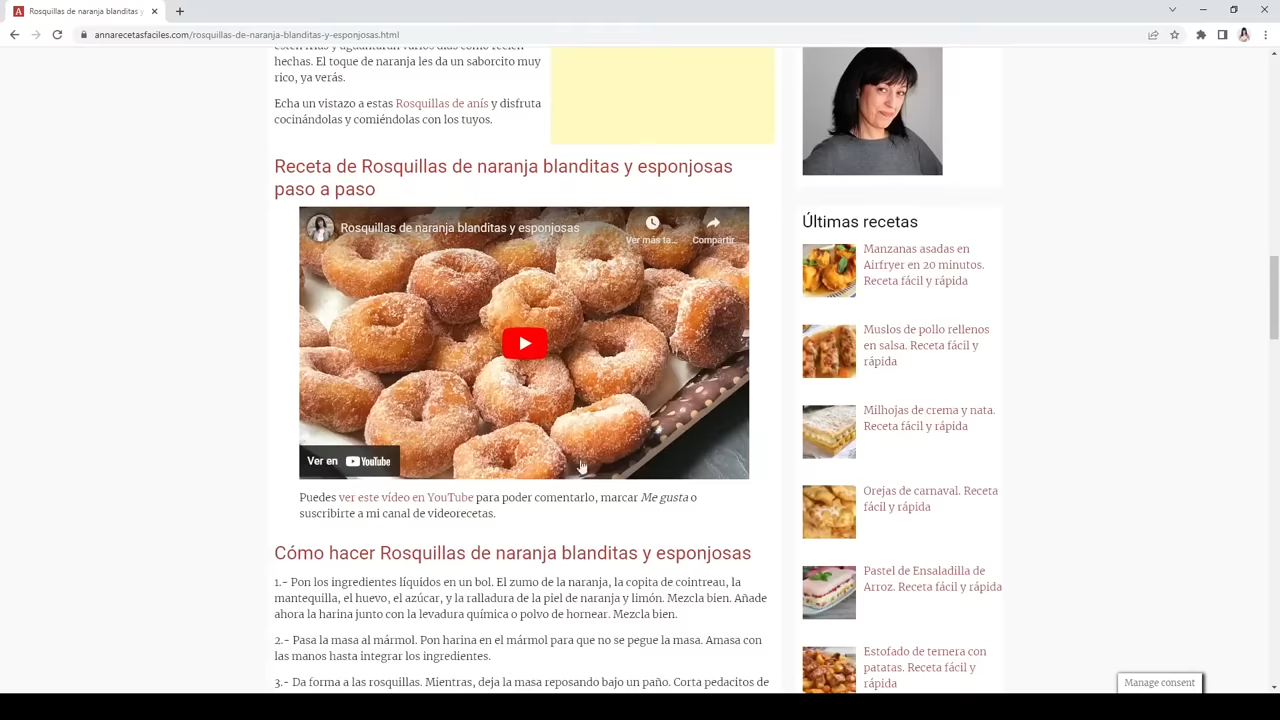 Rosquillas de naranja blanditas y
annarecetasfaciles.com/rosquillas-de-naranja-blanditas-y-esponjosas.html
estén frías y aguantarán varios días como recién
hechas. El toque de naranja les da un saborcito muy
rico, ya verás.
Echa un vistazo a estas Rosquillas de anís y disfruta
cocinándolas y comiéndolas con los tuyos.
Receta de Rosquillas de naranja blanditas y esponjosas
paso a paso
Rosquillas de naranja blanditas y esponjosas
Ver más ta...
Compartir
Ver en YouTube
Puedes ver este vídeo en YouTube para poder comentarlo, marcar Me gusta o
suscribirte a mi canal de videorecetas.
Cómo hacer Rosquillas de naranja blanditas y esponjosas
1.- Pon los ingredientes líquidos en un bol. El zumo de la naranja, la copita de cointreau, la
mantequilla, el huevo, el azúcar, y la ralladura de la piel de naranja y limón. Mezcla bien. Añade
ahora la harina junto con la levadura química o polvo de hornear. Mezcla bien.
2.- Pasa la masa al mármol. Pon harina en el mármol para que no se pegue la masa. Amasa con
las manos hasta integrar los ingredientes.
3.- Da forma a las rosquillas. Mientras, deja la masa reposando bajo un paño. Corta pedacitos de
Últimas recetas
Manzanas asadas en
Airfryer en 20 minutos.
Receta fácil y rápida
Muslos de pollo rellenos
en salsa. Receta fácil y
rápida
Milhojas de crema y nata.
Receta fácil y rápida
Orejas de carnaval. Receta
fácil y rápida
Pastel de Ensaladilla de
Arroz. Receta fácil y rápida
Estofado de ternera con
patatas. Receta fácil y
rápida
Manage consent